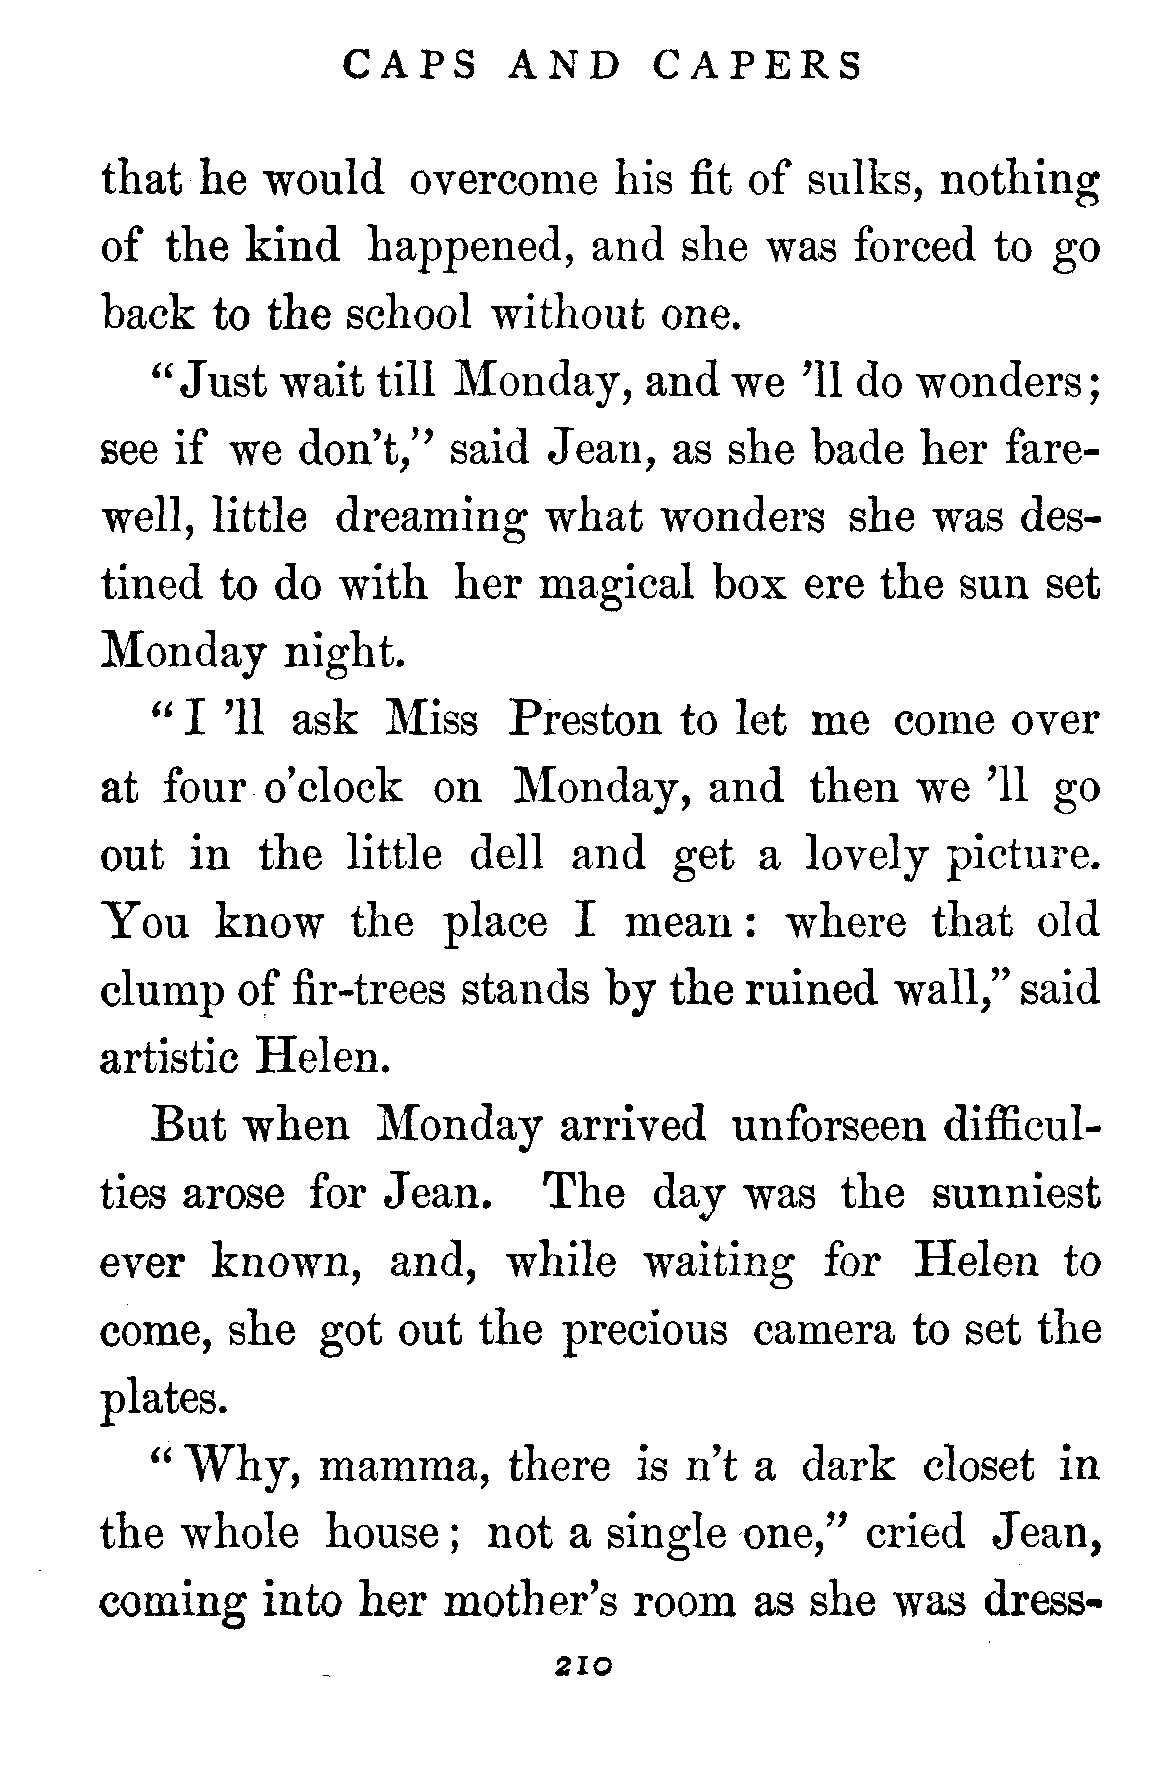 CAPS AND CAPERS
that he would overcome his fit of sulks, nothing
of the kind happened, and she was forced to go
back to the school without one.
"Just wait till Monday, and we 'll do wonders;
see if we don't," said Jean, as she bade her fare-
well, little dreaming what wonders she was des-
tined to do with her magical box ere the sun set
Monday night.
"I 'll ask Miss Preston to let me come over
at four o'clock on Monday, and then we 'll go
out in the little dell and get a lovely picture.
You know the place I mean: where that old
clump of fir-trees stands by the ruined wall," said
artistic Helen.
But when Monday arrived unforseen difficul-
ties arose for Jean. The day was the sunniest
ever known, and, while waiting for Helen to
come, she got out the precious camera to set the
plates.
"Why, mamma, there is n't a dark closet in
the whole house; not a single one," cried Jean,
coming into her mother's room as she was dress-
210